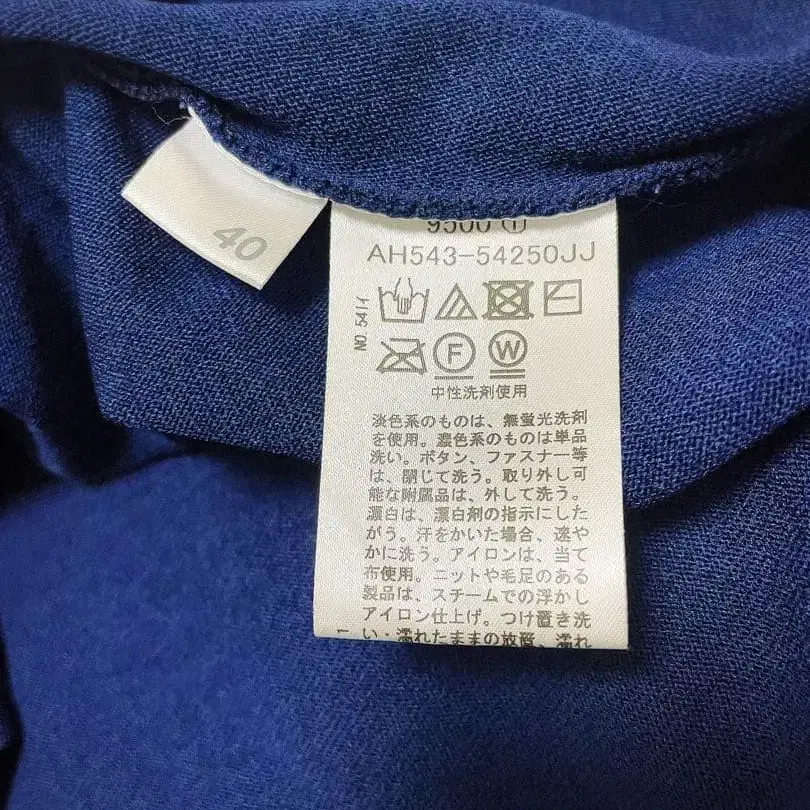 40
9500 (1)
AH543-54250JJ
NO.541イ
F
W
中性洗剤使用
淡色系のものは、無蛍光洗剤
を使用。濃色系のものは単品
洗い。ボタン、ファスナー等
は、閉じて洗う。取り外し可
能な附属品は、外して洗う。
漂白は、漂白剤の指示にした
がう。汗をかいた場合、速や
かに洗う。アイロンは、当て
布使用。ニットや毛足のある
製品は、スチームでの浮かし
アイロン仕上げ。つけ置き洗
い・濡れたままの放置、濡れ